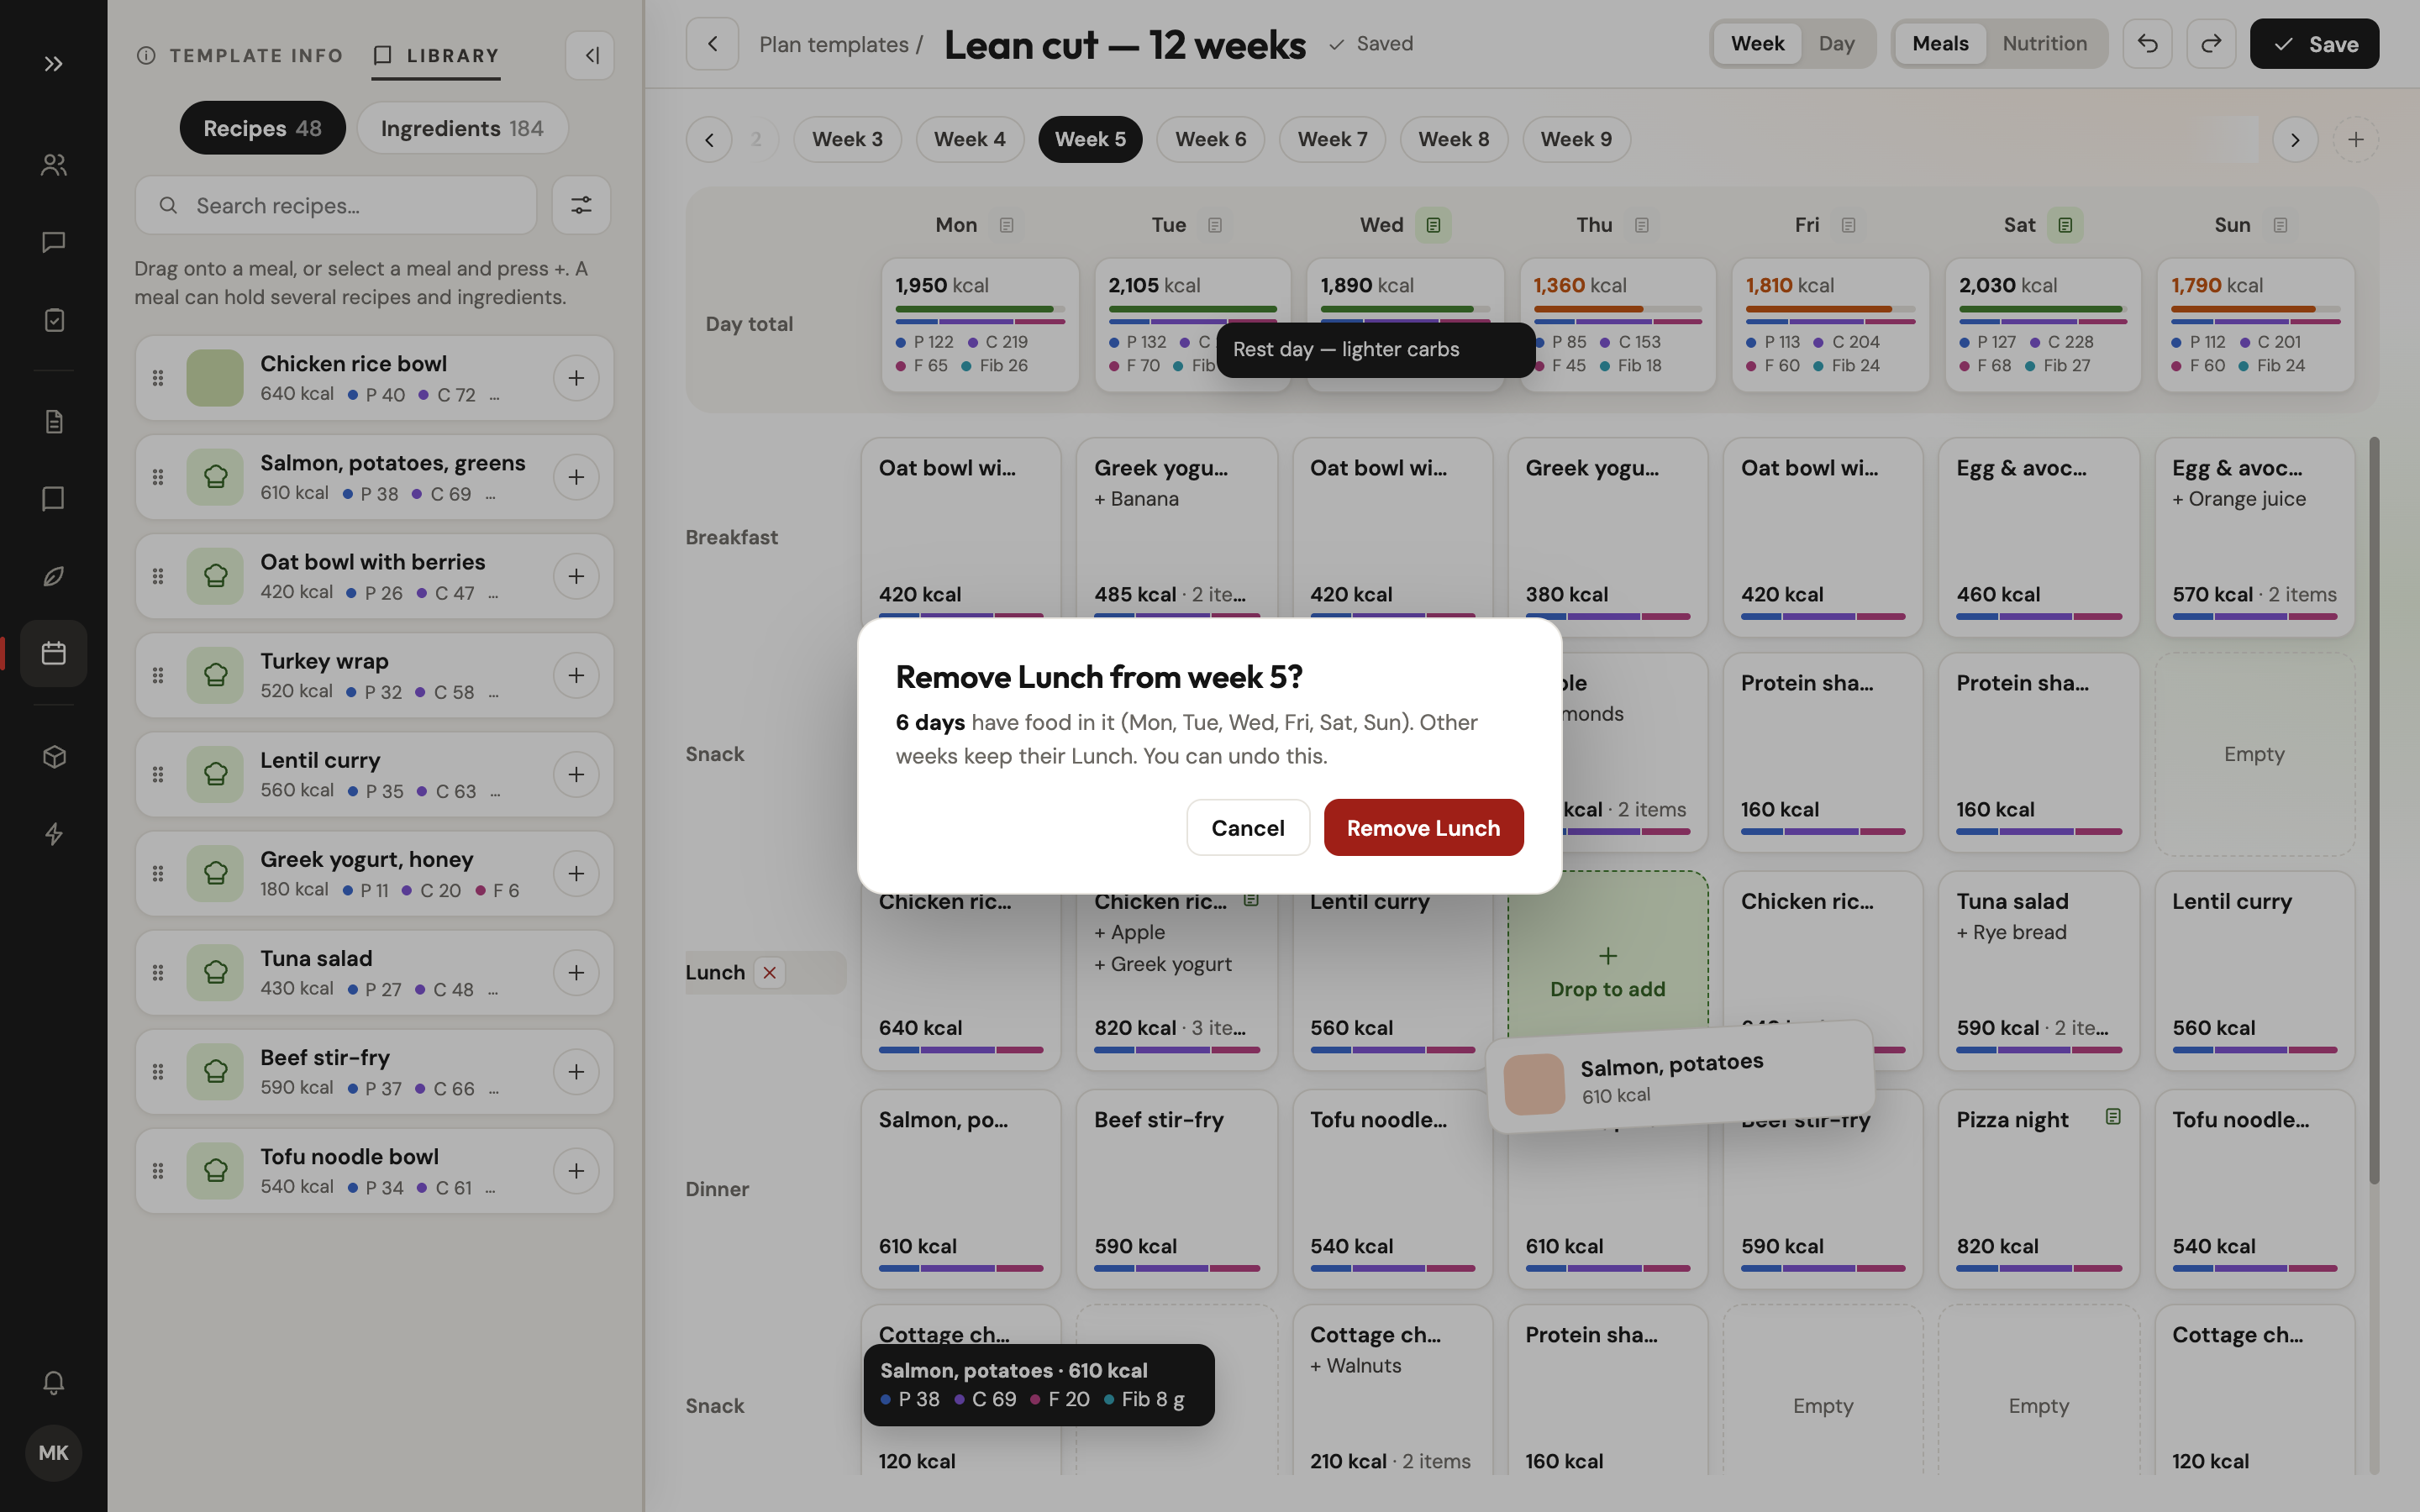 TEMPLATE INFO
LIBRARY
Recipes 48
Ingredients 184
Search recipes...
Drag onto a meal, or select a meal and press +. A
meal can hold several recipes and ingredients.
Chicken rice bowl
640 kcal P 40 C 72 ...
Salmon, potatoes, greens
610 kcal P 38 C 69 ...
Oat bowl with berries
420 kcal P 26 C 47 ...
Turkey wrap
520 kcal P 32 C 58 ...
Lentil curry
560 kcal P 35 C 63 ...
Greek yogurt, honey
180 kcal P 11 C 20 F 6
Tuna salad
430 kcal P 27 C 48 ...
Beef stir-fry
590 kcal P 37 C 66 ...
Tofu noodle bowl
540 kcal P 34 C 61 ...
MK
Plan templates /
Lean cut — 12 weeks
Saved
Week Day
Meals Nutrition
Save
2
Week 3
Week 4
Week 5
Week 6
Week 7
Week 8
Week 9
Mon Tue Wed Thu Fri Sat Sun
Day total
1,950 kcal
P 122 C 219
F 65 Fib 26
2,105 kcal
P 132 C
F 70 Fib
1,890 kcal
Rest day — lighter carbs
1,360 kcal
P 85 C 153
F 45 Fib 18
1,810 kcal
P 113 C 204
F 60 Fib 24
2,030 kcal
P 127 C 228
F 68 Fib 27
1,790 kcal
P 112 C 201
F 60 Fib 24
Breakfast
Oat bowl wi...
420 kcal
Greek yogu...
+ Banana
485 kcal · 2 ite...
Oat bowl wi...
420 kcal
Greek yogu...
380 kcal
Oat bowl wi...
420 kcal
Egg & avoc...
460 kcal
Egg & avoc...
+ Orange juice
570 kcal · 2 items
Remove Lunch from week 5?
6 days have food in it (Mon, Tue, Wed, Fri, Sat, Sun). Other
weeks keep their Lunch. You can undo this.
Cancel
Remove Lunch
Snack
kcal · 2 items
Protein sha...
160 kcal
Protein sha...
160 kcal
Empty
Lunch
Chicken ric...
640 kcal
Chicken ric...
+ Apple
+ Greek yogurt
820 kcal · 3 ite...
Lentil curry
560 kcal
Drop to add
Chicken ric...
Tuna salad
+ Rye bread
590 kcal · 2 ite...
Lentil curry
560 kcal
Salmon, potatoes
610 kcal
Dinner
Salmon, po...
610 kcal
Beef stir-fry
590 kcal
Tofu noodle...
540 kcal
610 kcal
Beef stir-fry
590 kcal
Pizza night
820 kcal
Tofu noodle...
540 kcal
Snack
Cottage ch...
120 kcal
Salmon, potatoes · 610 kcal
P 38 C 69 F 20 Fib 8 g
Cottage ch...
+ Walnuts
210 kcal · 2 items
Protein sha...
160 kcal
Empty
Empty
Cottage ch...
120 kcal